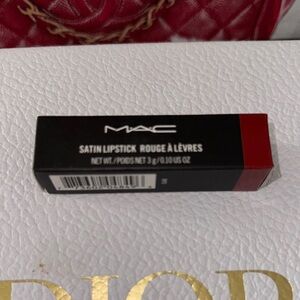 MAC
SATIN LIPSTICK ROUGE À LÈVRES
NET WT./POIDS NET 3 g/0.10 US OZ
DIOR